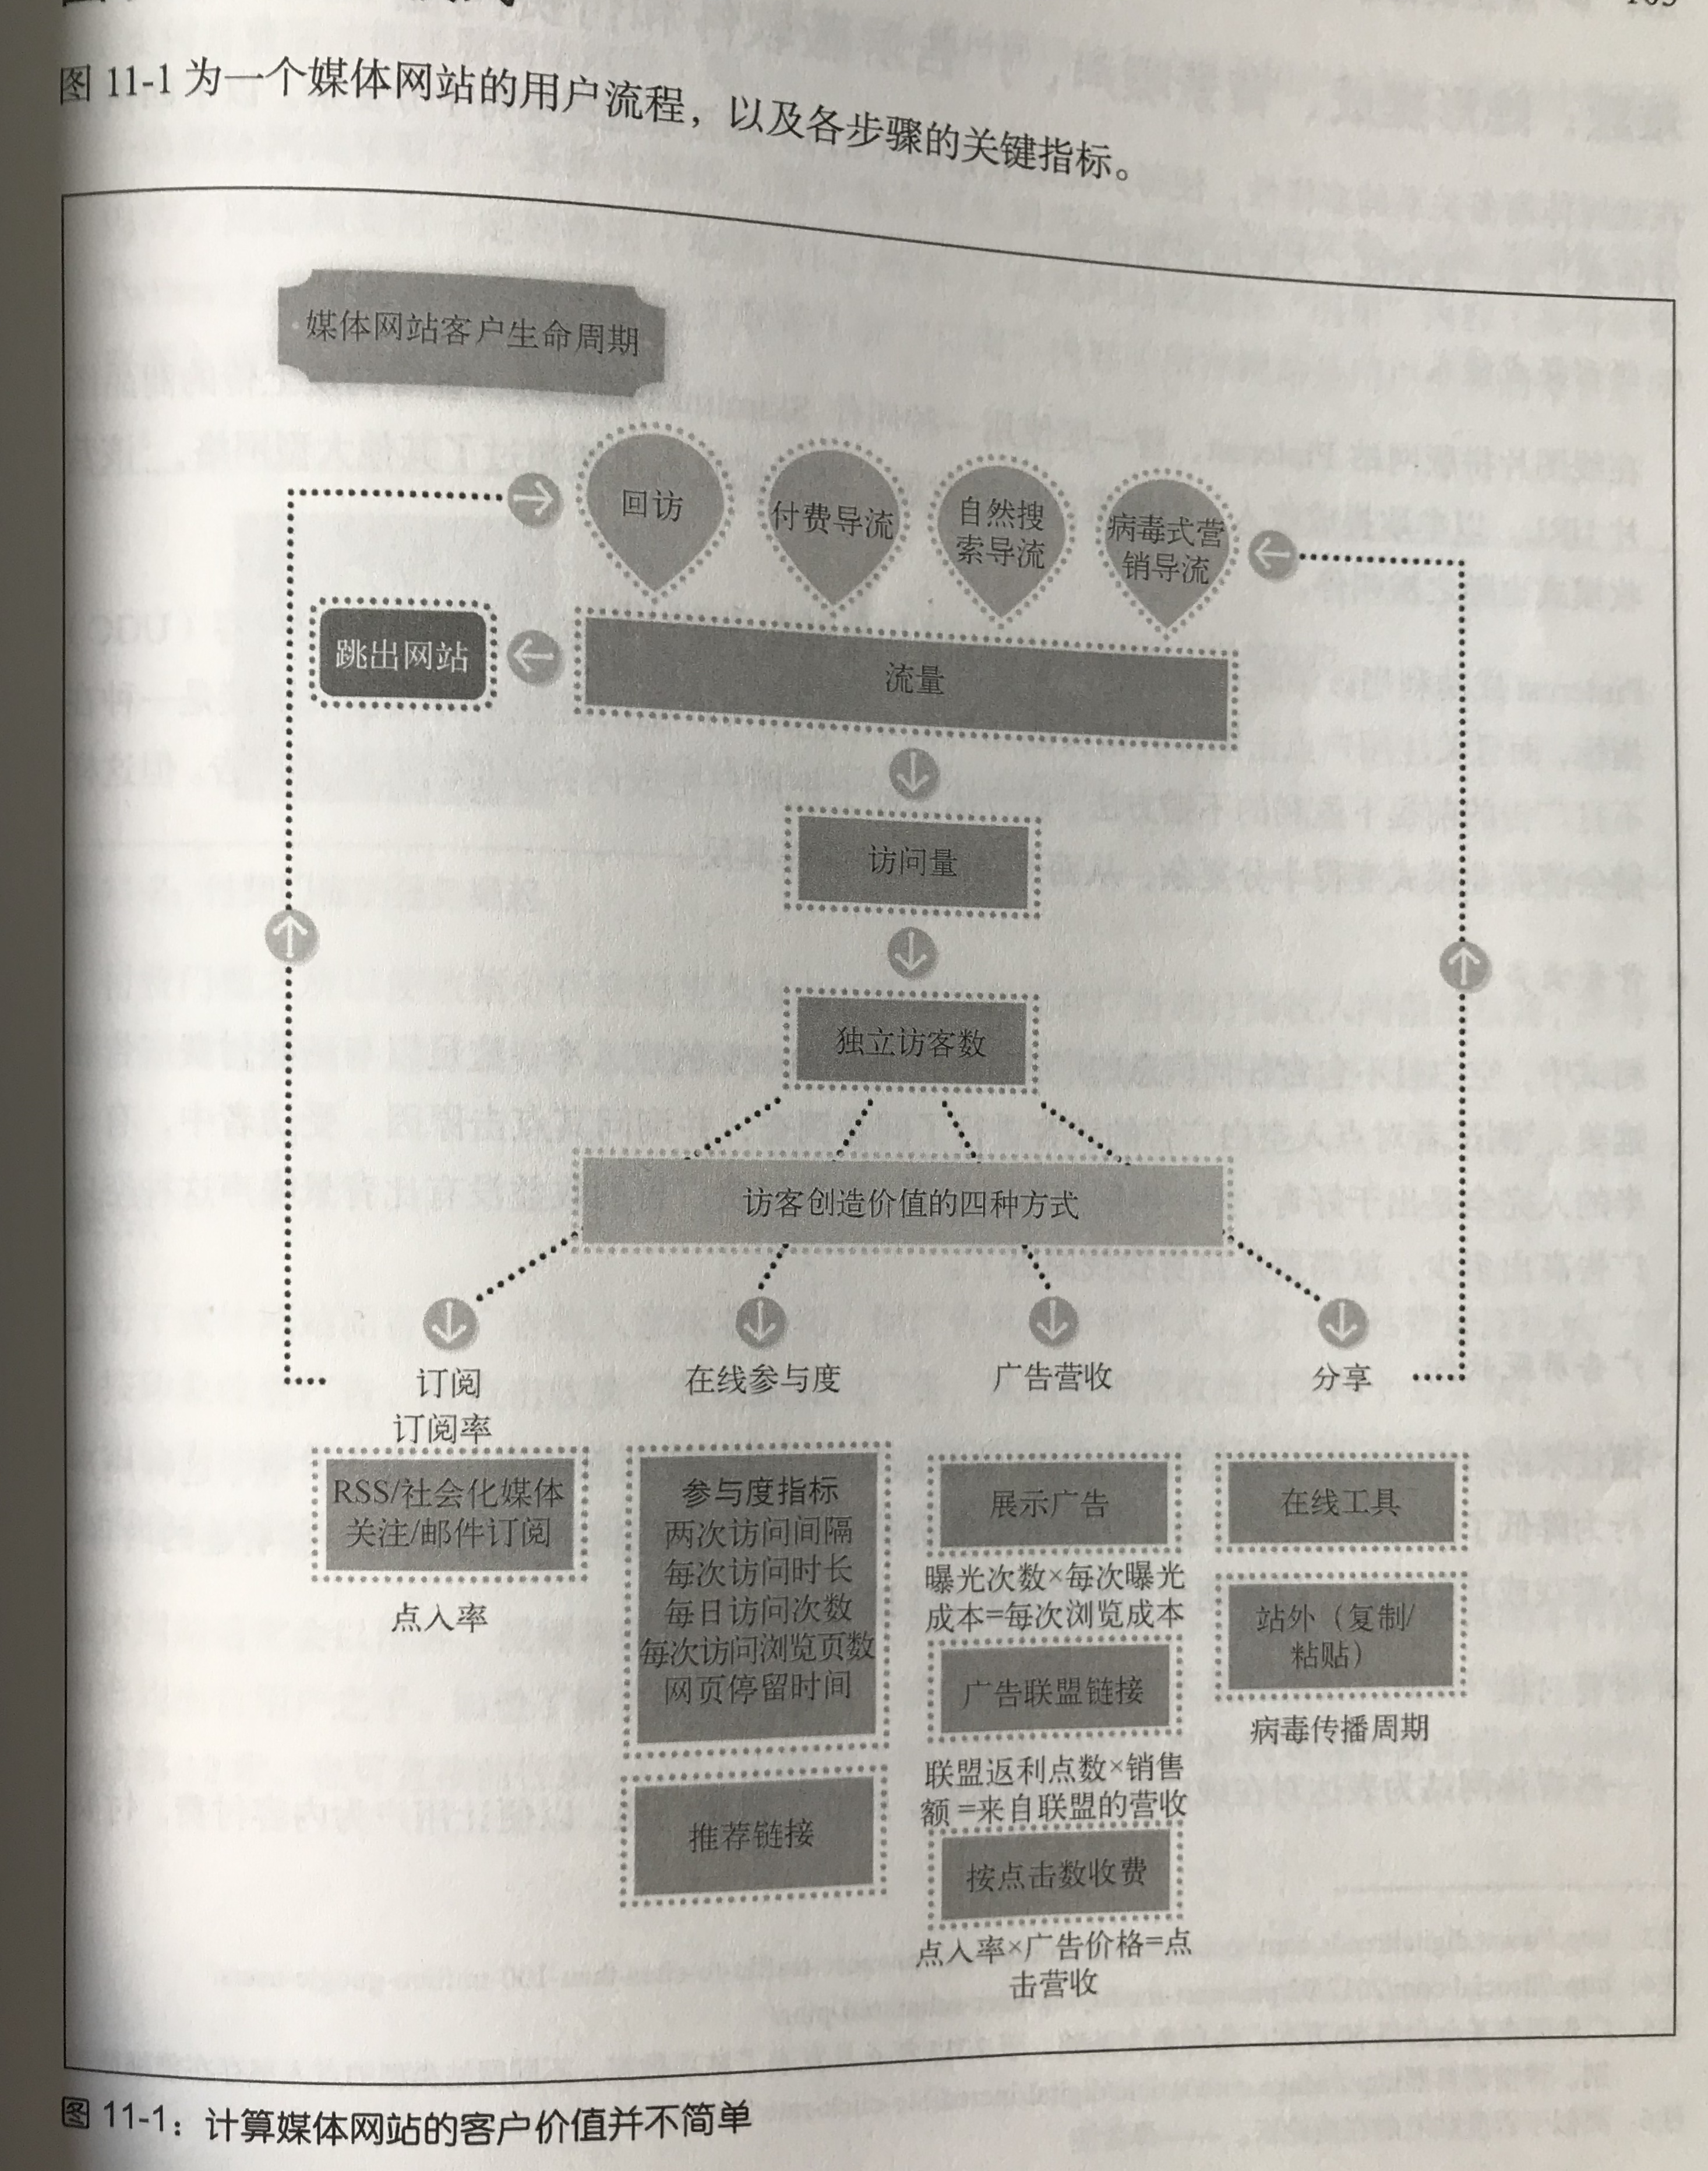 图 11-1 为一个媒体网站的用户流程，以及各步骤的关键指标。
媒体网站客户生命周期
回访
付费导流
自然搜
索导流
病毒式营
销导流
跳出网站
流量
访问量
独立访客数
访客创造价值的四种方式
订阅
订阅率
RSS/社会化媒体
关注/邮件订阅
点入率
在线参与度
参与度指标
两次访问间隔
每次访问时长
每日访问次数
每次访问浏览页数
网页停留时间
推荐链接
广告营收
展示广告
曝光次数×每次曝光
成本=每次浏览成本
广告联盟链接
联盟返利点数×销售
额 =来自联盟的营收
按点击数收费
点入率×广告价格=点
击营收
分享
在线工具
站外（复制/
粘贴）
病毒传播周期
图 11-1：计算媒体网站的客户价值并不简单